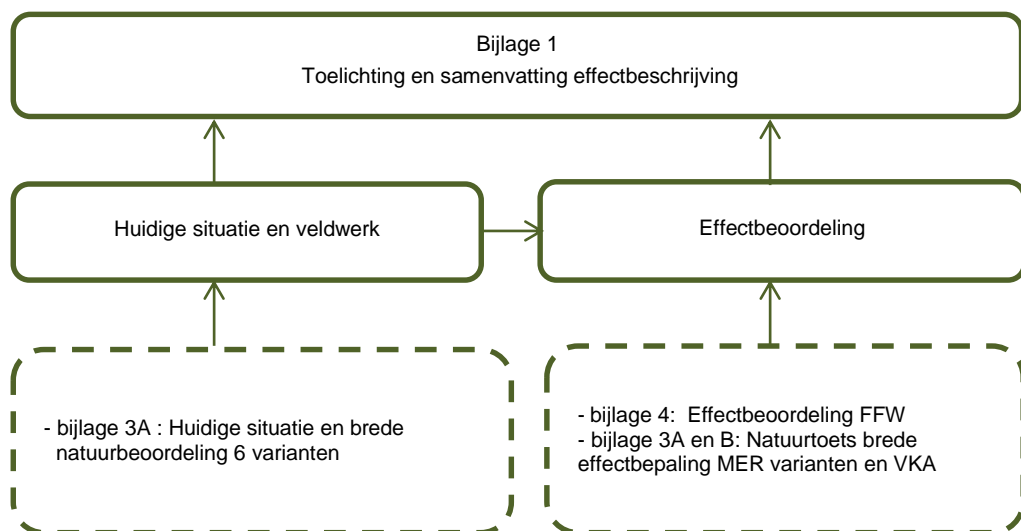 Bijlage 1
Toelichting en samenvatting effectbeschrijving
Huidige situatie en veldwerk
Effectbeoordeling
- bijlage 3A : Huidige situatie en brede
natuurbeoordeling 6 varianten
- bijlage 4: Effectbeoordeling FFW
- bijlage 3A en B: Natuurtoets brede
effectbepaling MER varianten en VKA